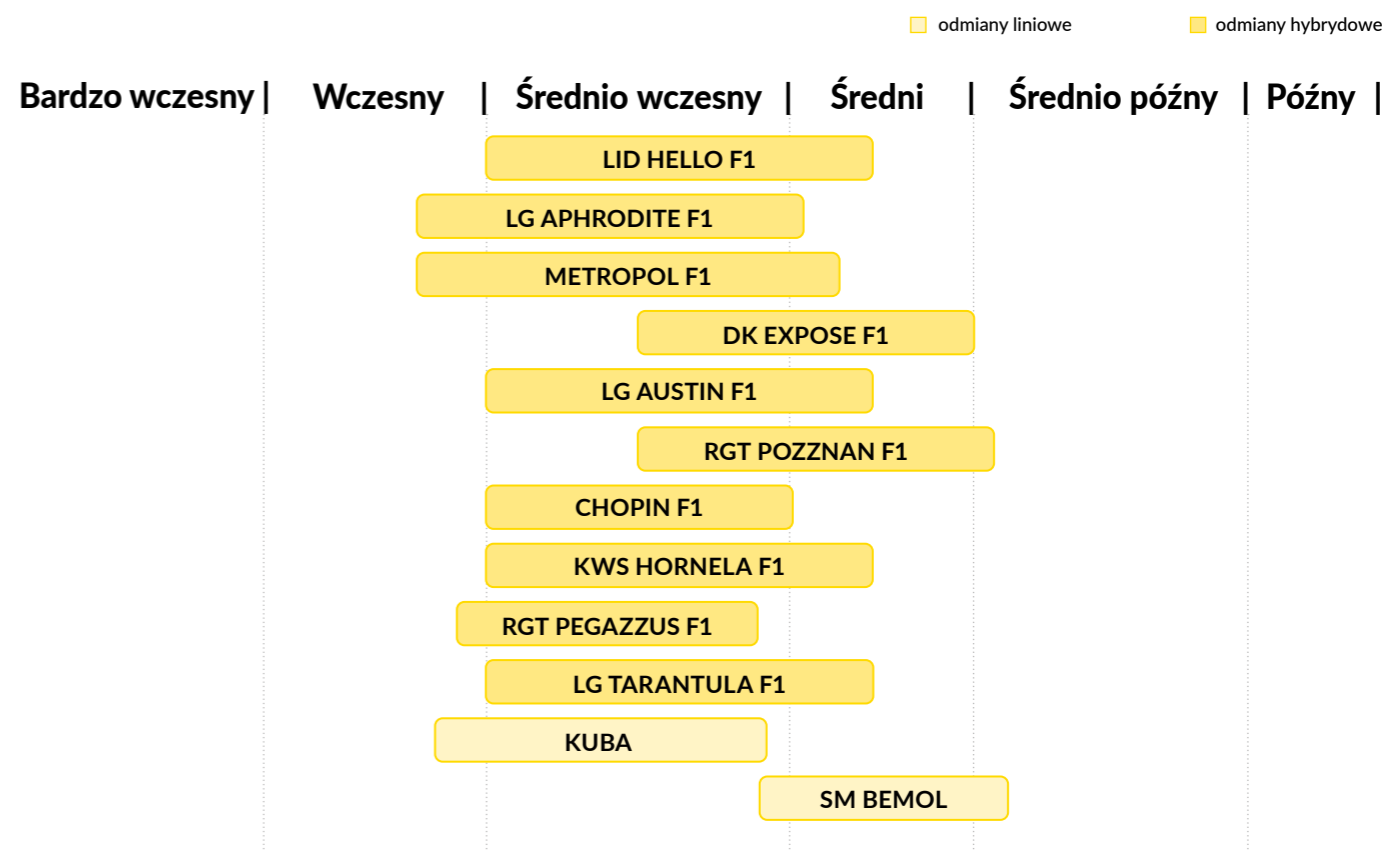 odmiany liniowe odmiany hybrydowe
Bardzo wczesny | Wczesny | Średnio wczesny | Średni | Średnio późny | Późny |
LID HELLO F1
LG APHRODITE F1
METROPOL F1
DK EXPOSE F1
LG AUSTIN F1
RGT POZZNAN F1
CHOPIN F1
KWS HORNELA F1
RGT PEGAZZUS F1
LG TARANTULA F1
KUBA
SM BEMOL